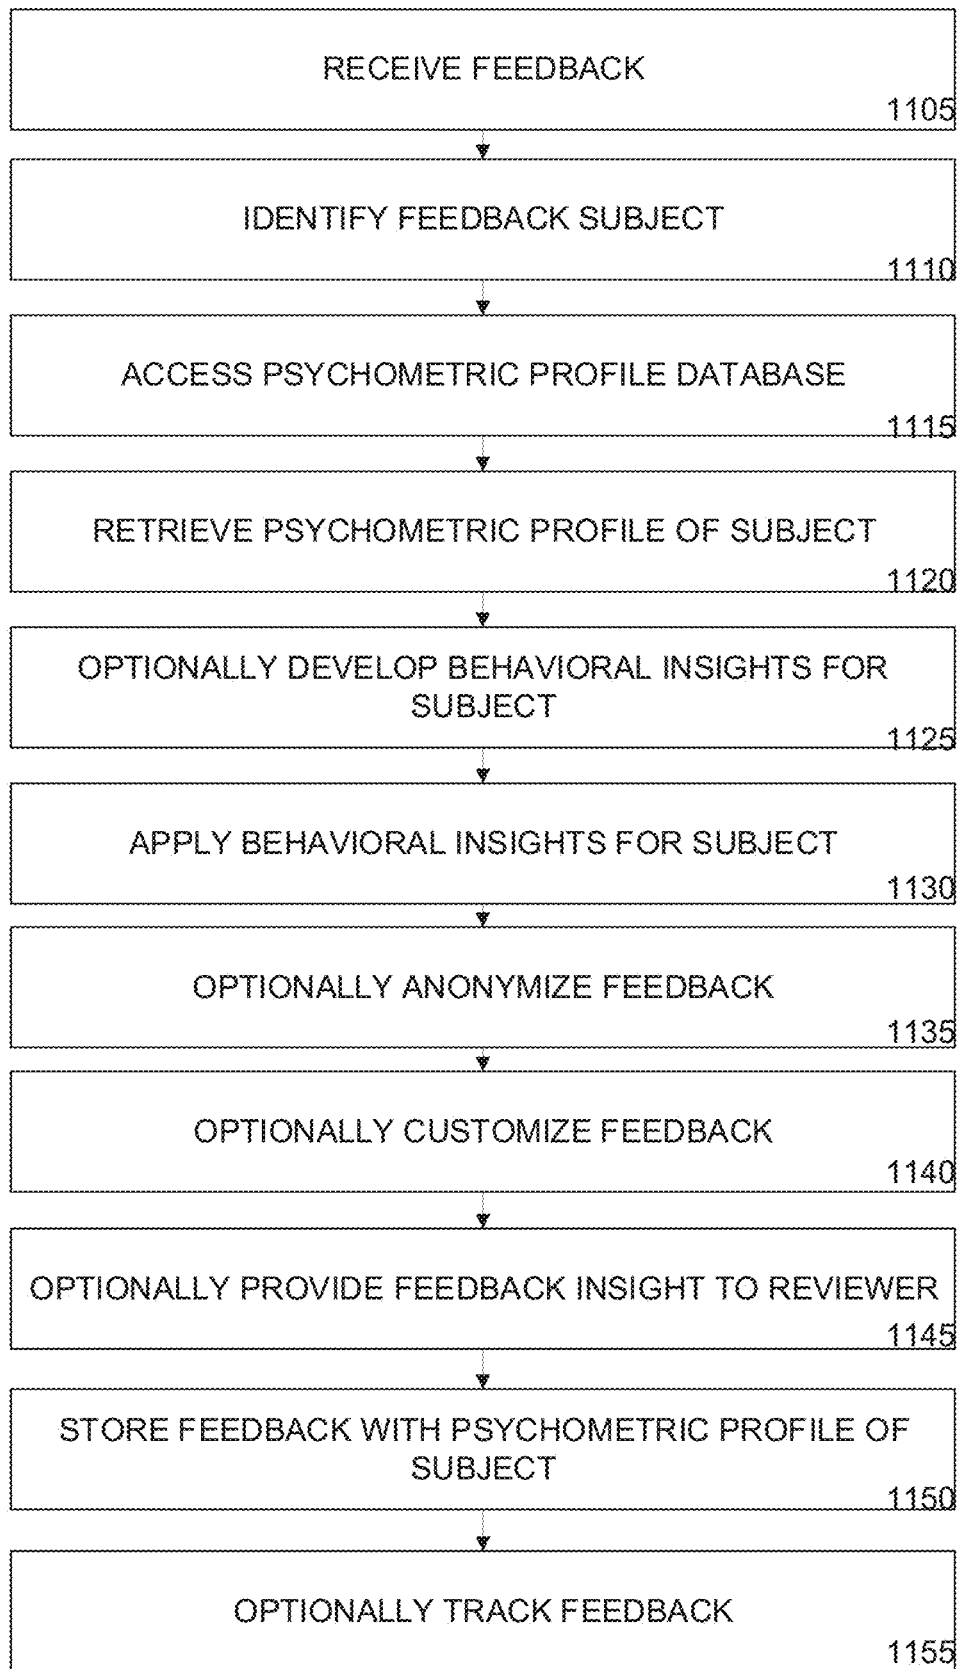 RECEIVE FEEDBACK
1105
IDENTIFY FEEDBACK SUBJECT
1110
ACCESS PSYCHOMETRIC PROFILE DATABASE
1115
RETRIEVE PSYCHOMETRIC PROFILE OF SUBJECT
1120
OPTIONALLY DEVELOP BEHAVIORAL INSIGHTS FOR
SUBJECT
1125
APPLY BEHAVIORAL INSIGHTS FOR SUBJECT
1130
OPTIONALLY ANONYMIZE FEEDBACK
1135
OPTIONALLY CUSTOMIZE FEEDBACK
1140
OPTIONALLY PROVIDE FEEDBACK INSIGHT TO REVIEWER
1145
STORE FEEDBACK WITH PSYCHOMETRIC PROFILE OF
SUBJECT
1150
OPTIONALLY TRACK FEEDBACK
1155